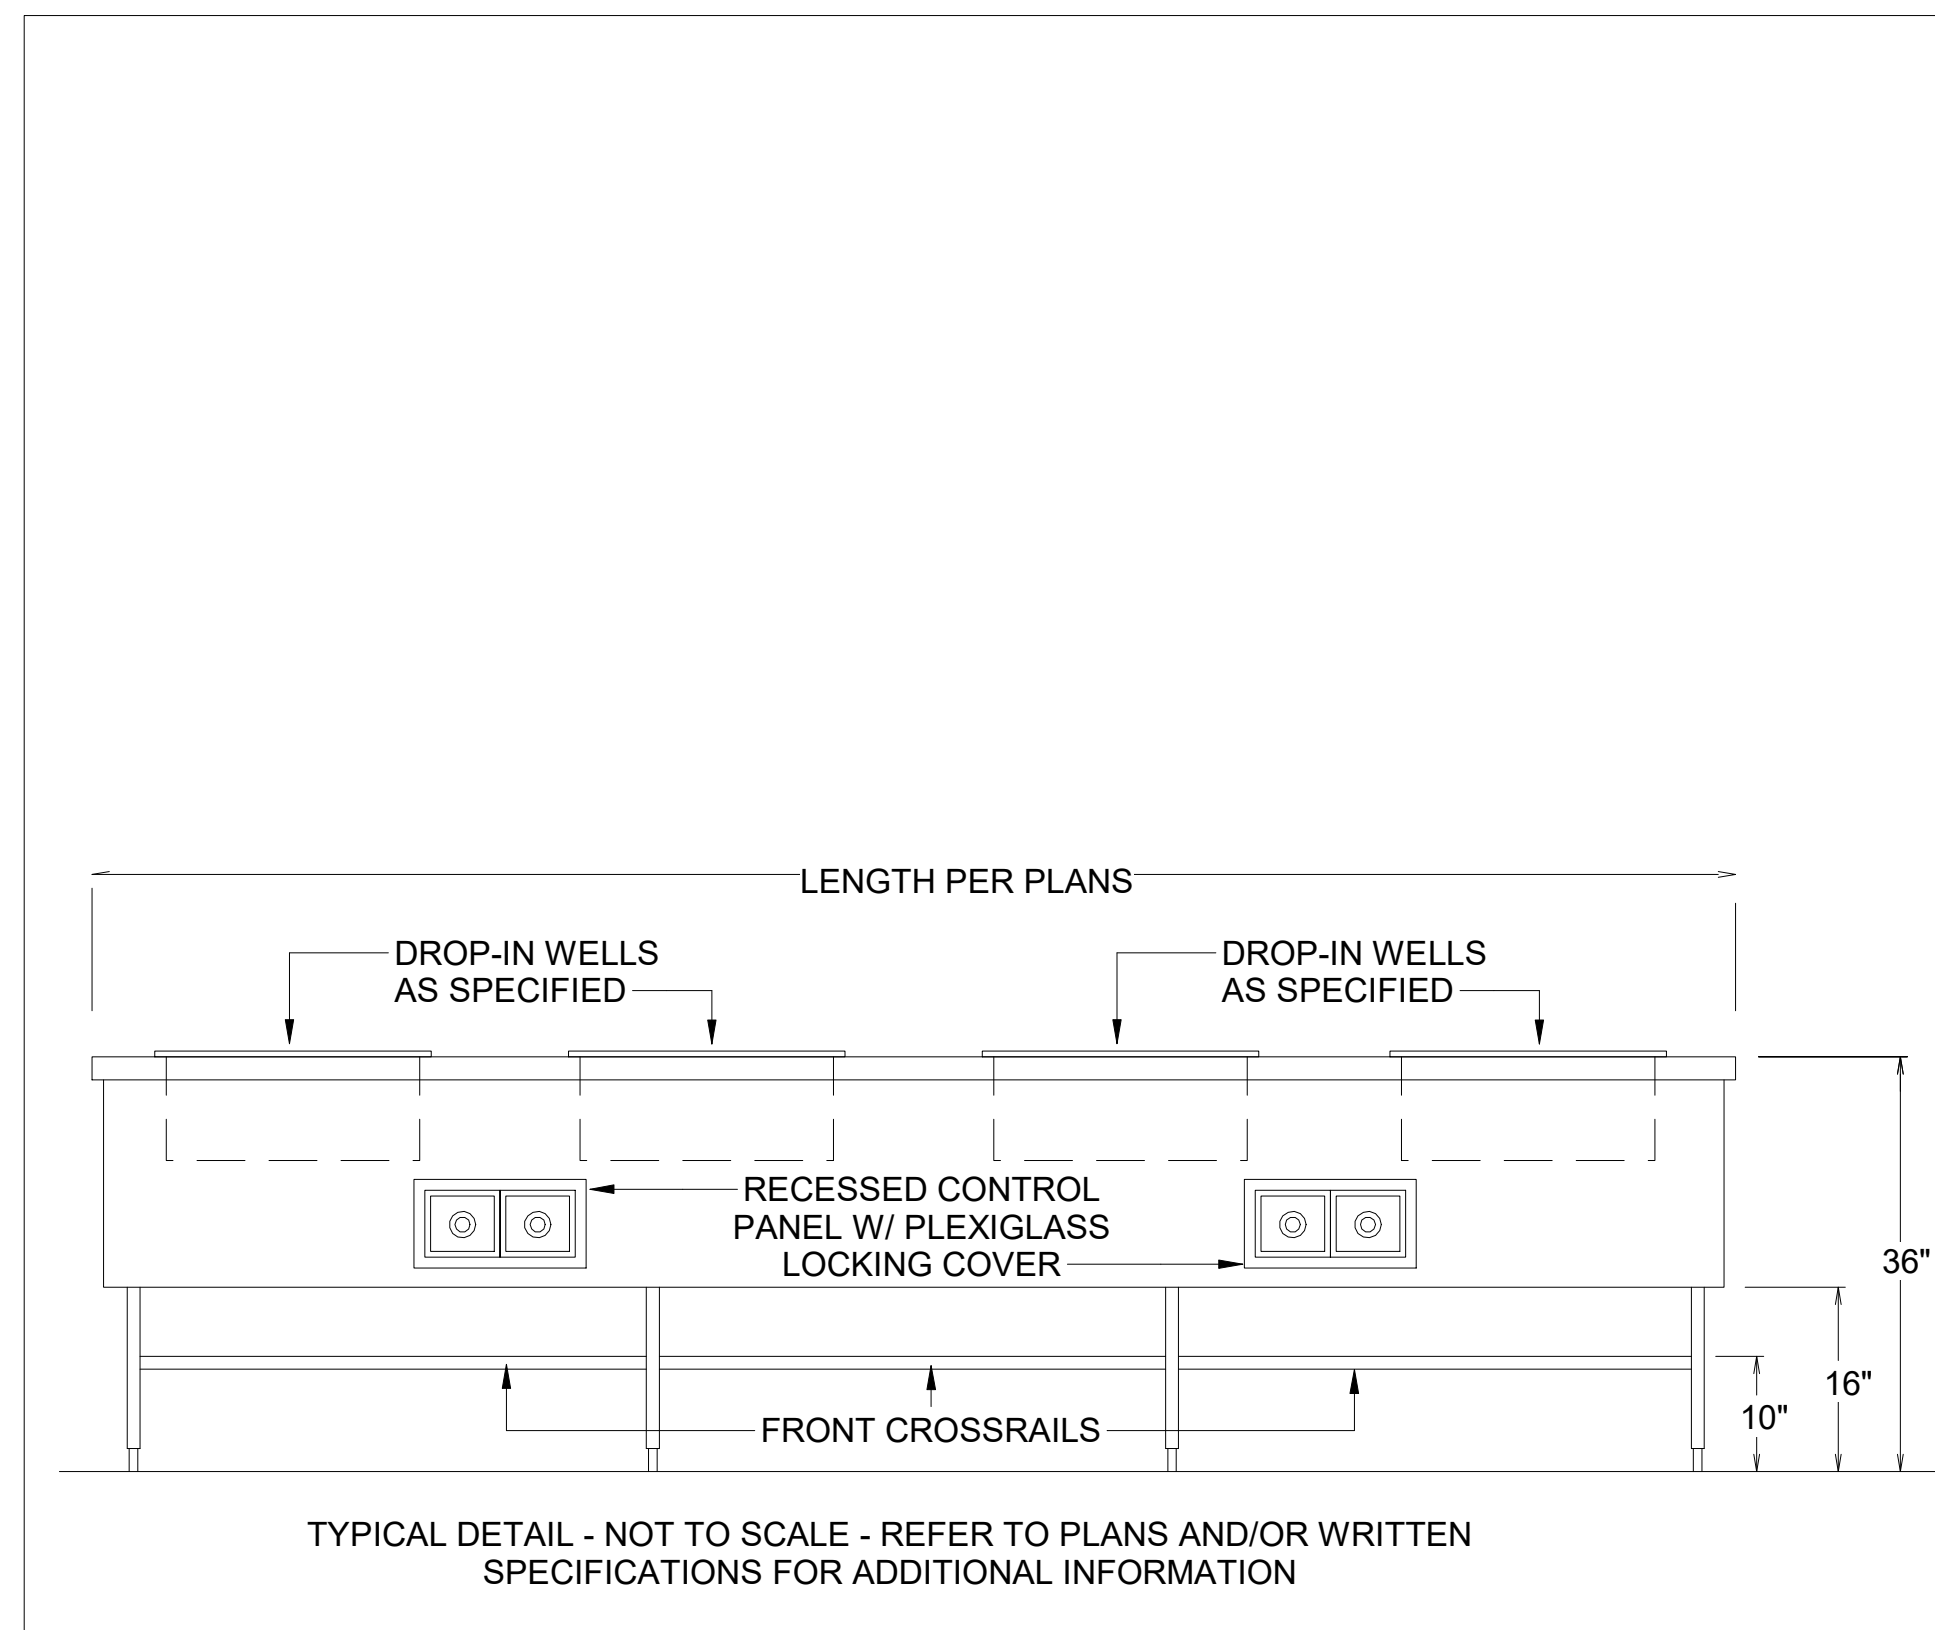 LENGTH PER PLANS
DROP-IN WELLS
AS SPECIFIED
DROP-IN WELLS
AS SPECIFIED
RECESSED CONTROL
PANEL W/ PLEXIGLASS
LOCKING COVER
36"
16"
10"
FRONT CROSSRAILS
TYPICAL DETAIL - NOT TO SCALE - REFER TO PLANS AND/OR WRITTEN
SPECIFICATIONS FOR ADDITIONAL INFORMATION